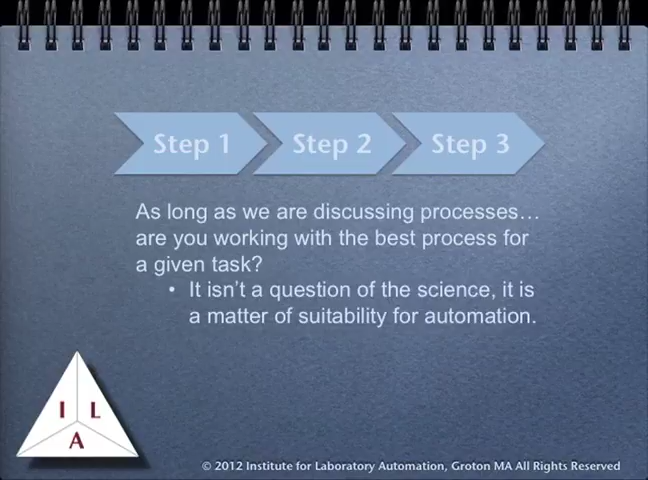 Step 1 Step 2 Step 3
As long as we are discussing processes…
are you working with the best process for
a given task?
• It isn't a question of the science, it is
a matter of suitability for automation.
I L
A
© 2012 Institute for Laboratory Automation, Groton MA All Rights Reserved